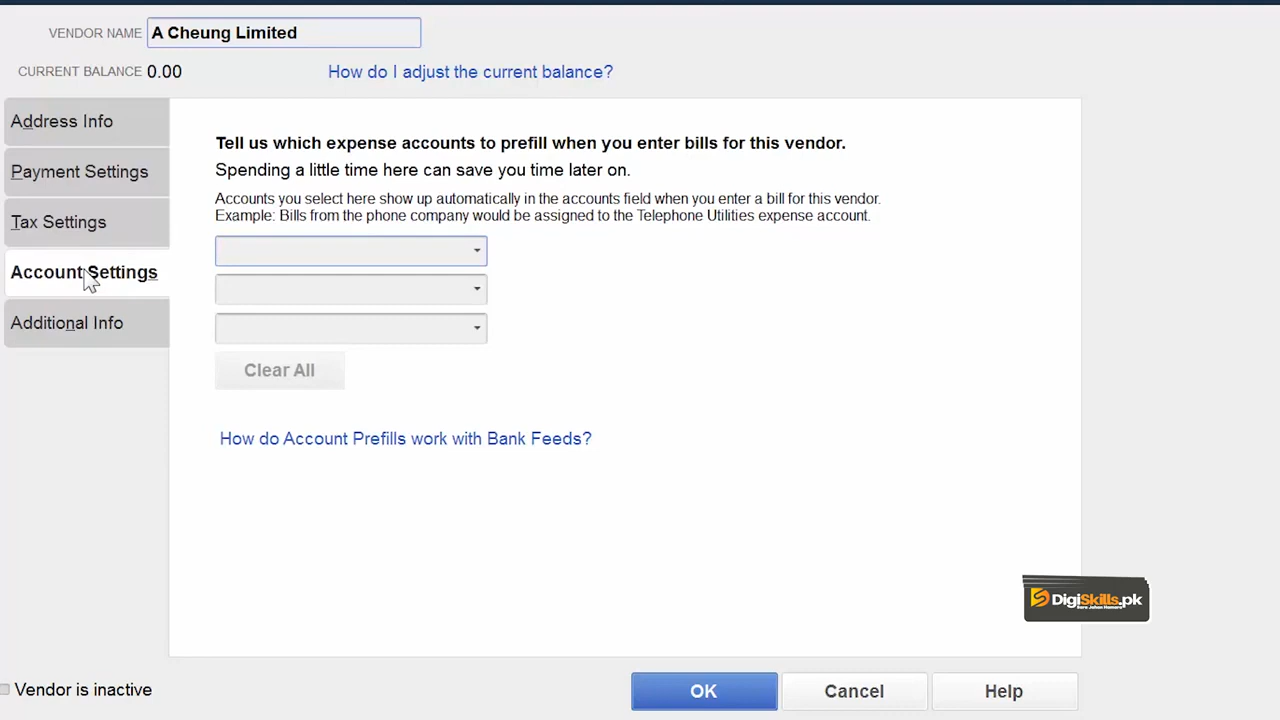 VENDOR NAME A Cheung Limited
CURRENT BALANCE 0.00 How do I adjust the current balance?
Address Info
Payment Settings
Tax Settings
Account Settings
Additional Info
Tell us which expense accounts to prefill when you enter bills for this vendor.
Spending a little time here can save you time later on.
Accounts you select here show up automatically in the accounts field when you enter a bill for this vendor.
Example: Bills from the phone company would be assigned to the Telephone Utilities expense account.
Clear All
How do Account Prefills work with Bank Feeds?
DigiSkills.pk
Vendor is inactive
OK Cancel Help